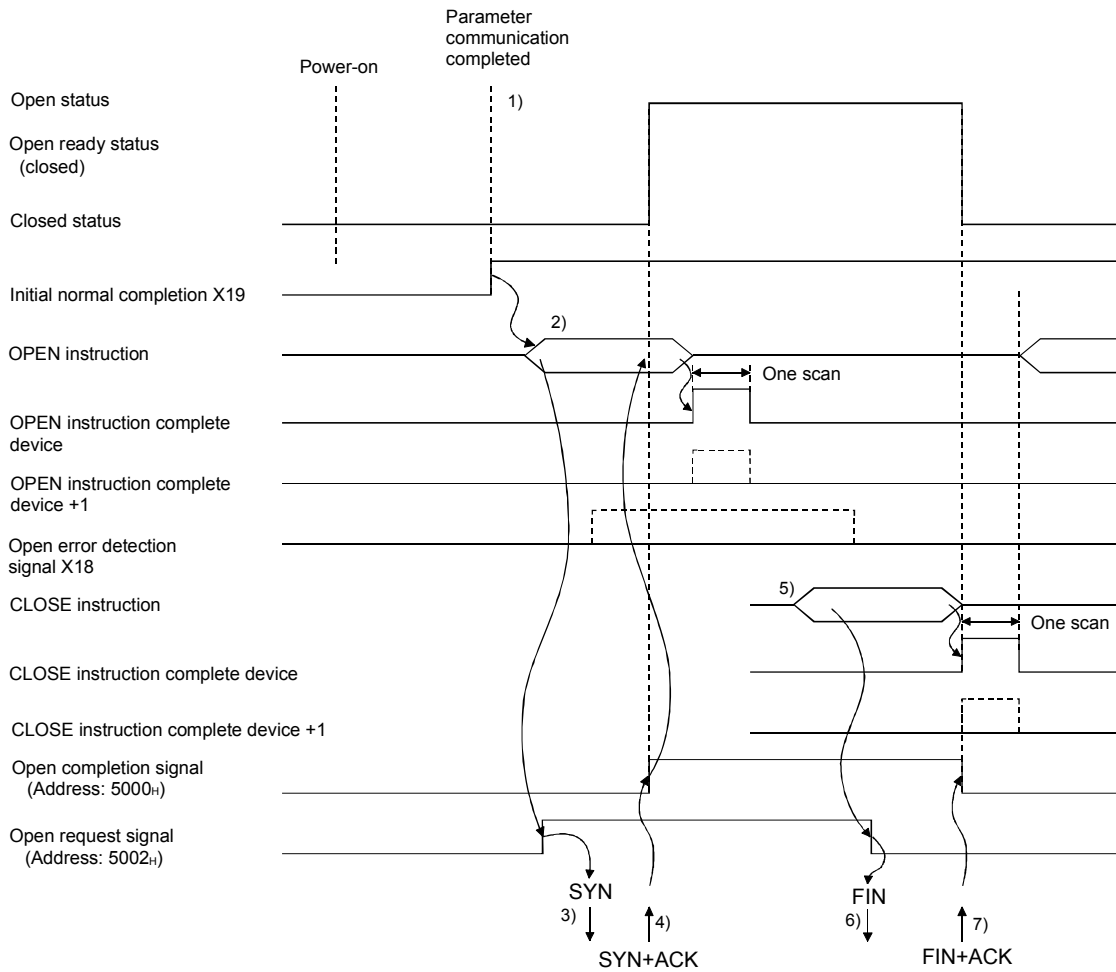 Parameter
communication
completed
Power-on
Open status
1)
Open ready status
(closed)
Closed status
Initial normal completion X19
2)
OPEN instruction
One scan
OPEN instruction complete
device
OPEN instruction complete
device +1
Open error detection
signal X18
CLOSE instruction
5)
One scan
CLOSE instruction complete device
CLOSE instruction complete device +1
Open completion signal
(Address: 5000H)
Open request signal
(Address: 5002H)
SYN
FIN
3)
4)
6)
7)
SYN+ACK
FIN+ACK